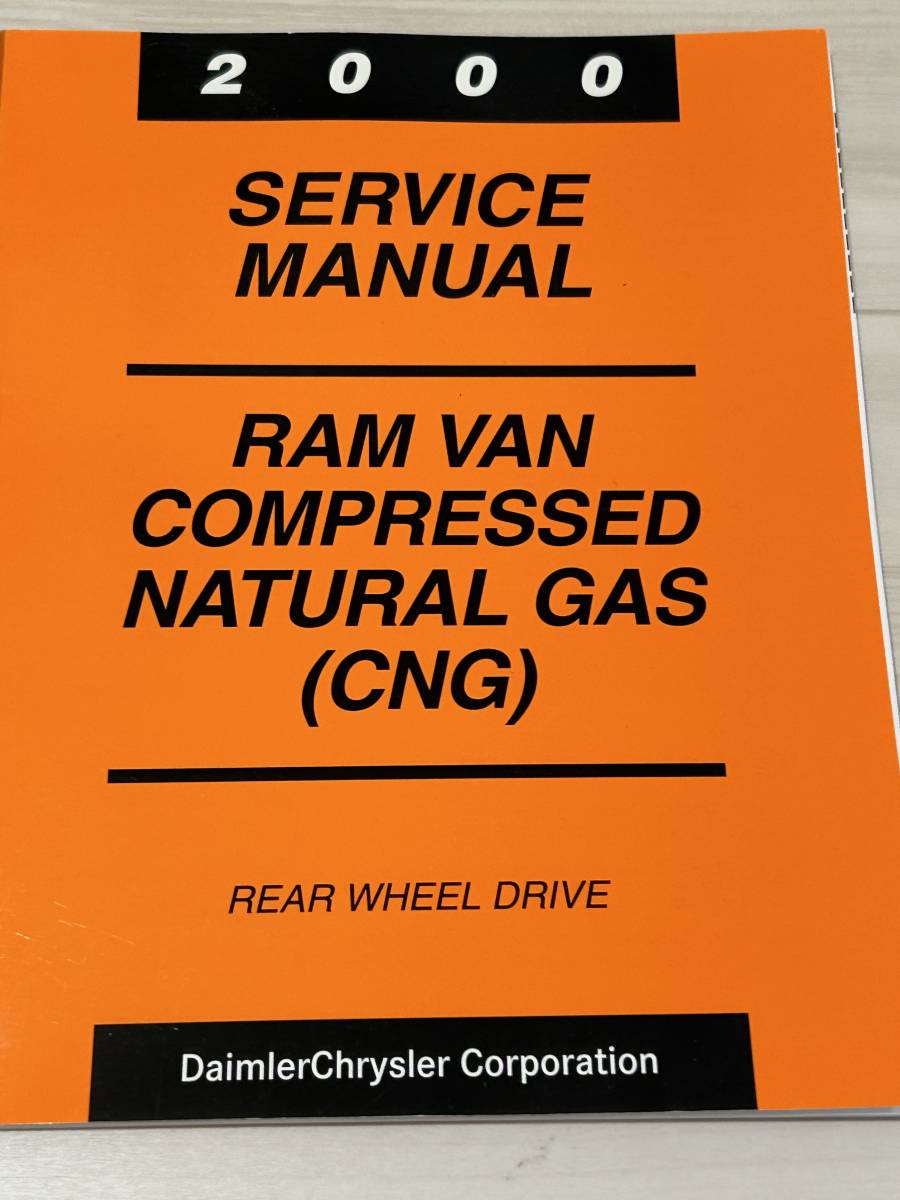 2000
SERVICE
MANUAL
RAM VAN
COMPRESSED
NATURAL GAS
(CNG)
REAR WHEEL DRIVE
DaimlerChrysler Corporation